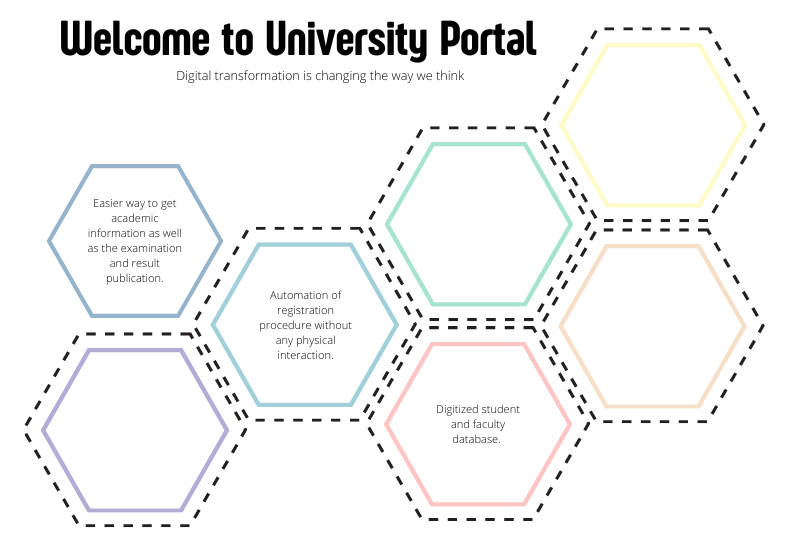 Welcome to University Portal
Digital transformation is changing the way we think
Easier way to get
academic
information as well
as the examination
and result
publication.
Automation of
registration
procedure without
any physical
interaction.
Digitized student
and faculty
database.